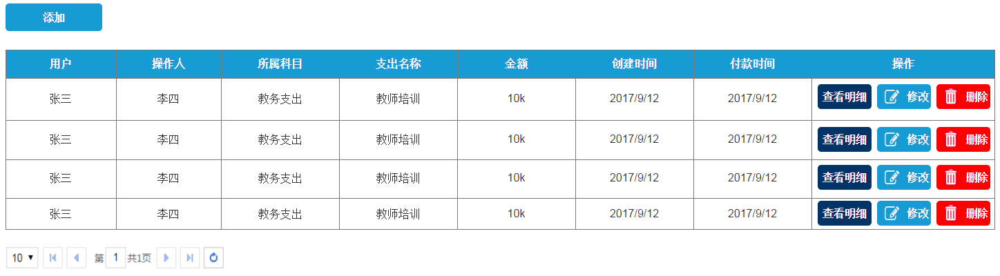 添加
用户 操作人 所属科目 支出名称 金额 创建时间 付款时间 操作
张三 李四 教务支出 教师培训 10k 2017/9/12 2017/9/12 查看明细 修改 删除
张三 李四 教务支出 教师培训 10k 2017/9/12 2017/9/12 查看明细 修改 删除
张三 李四 教务支出 教师培训 10k 2017/9/12 2017/9/12 查看明细 修改 删除
张三 李四 教务支出 教师培训 10k 2017/9/12 2017/9/12 查看明细 修改 删除
10 第 1 共1页